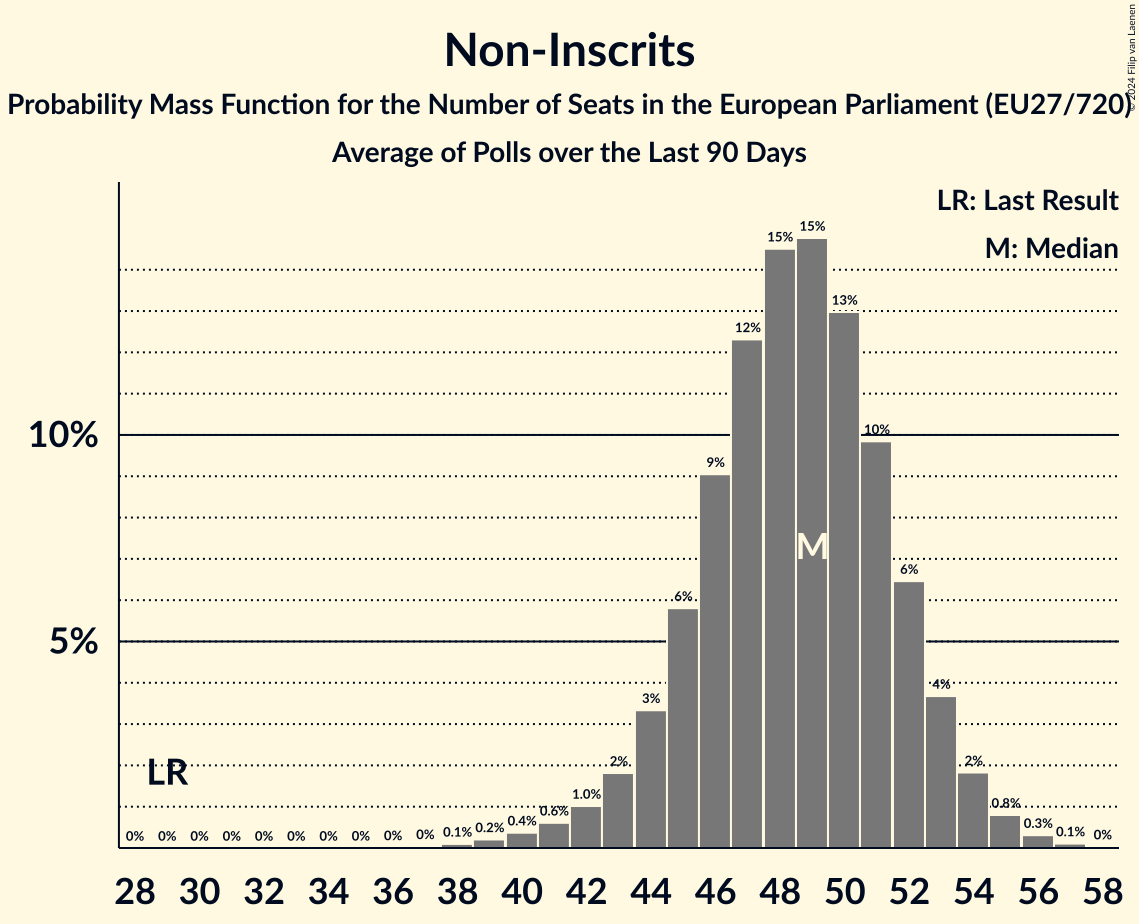 Non-Inscrits
Probability Mass Function for the Number of Seats in the European Parliament (EU27/720)
Average of Polls over the Last 90 Days
© 2024 Filip van Laenen
LR: Last Result
M: Median
10%
5%
LR
M
0% 0% 0% 0% 0% 0% 0% 0% 0% 0% 0.1% 0.2% 0.4% 0.6% 1.0% 2% 3% 6% 9% 12% 15% 15% 13% 10% 6% 4% 2% 0.8% 0.3% 0.1% 0%
28 30 32 34 36 38 40 42 44 46 48 50 52 54 56 58